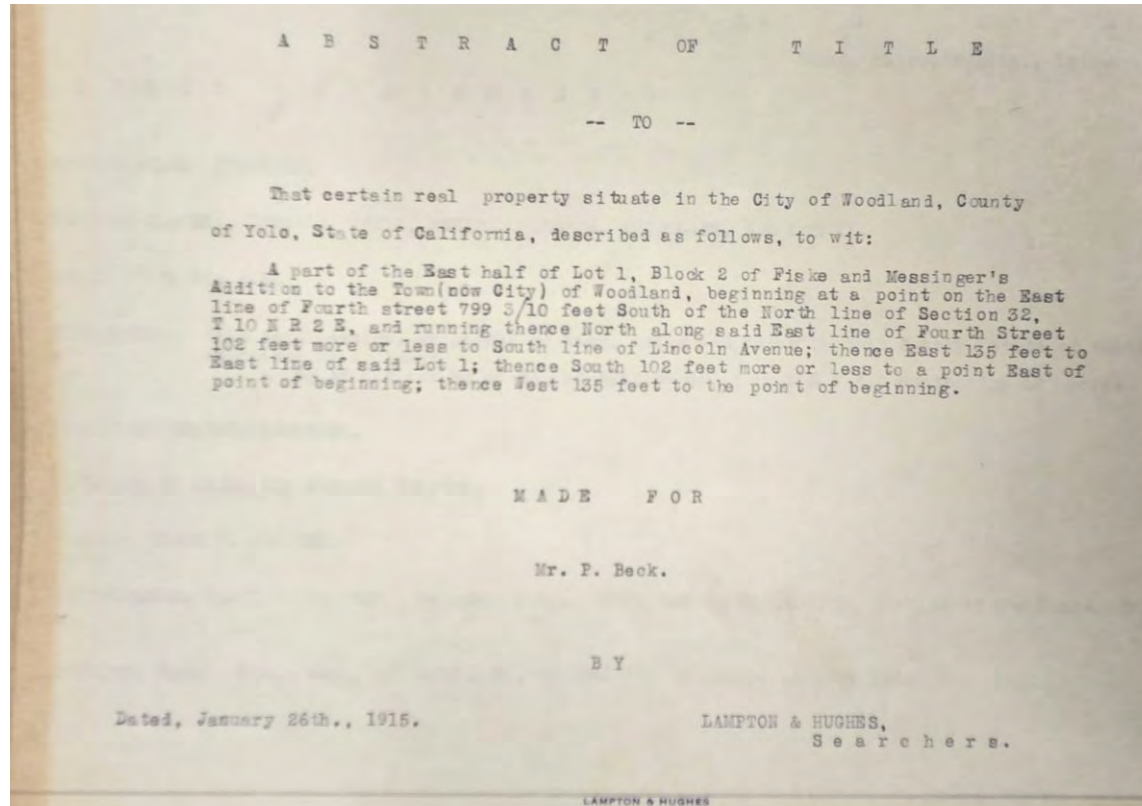 A B S T R A C T OF T I T L E
-- TO --
That certain real property situate in the City of Woodland, County
of Yolo, State of California, described as follows, to wit:
A part of the East half of Lot 1, Block 2 of Fiske and Messinger's
Addition to the Town(now City) of Woodland, beginning at a point on the East
line of Fourth street 799 3/10 feet South of the North line of Section 32,
T 10 N R 2 E, and running thence North along said East line of Fourth Street
102 feet more or less to South line of Lincoln Avenue; thence East 135 feet to
East line of said Lot 1; thence South 102 feet more or less to a point East of
point of beginning; thence West 135 feet to the point of beginning.
M A D E F O R
Mr. P. Beck.
B Y
Dated, January 26th., 1915.
LAMPTON & HUGHES,
S e a r c h e r s.
LAMPTON & HUGHES